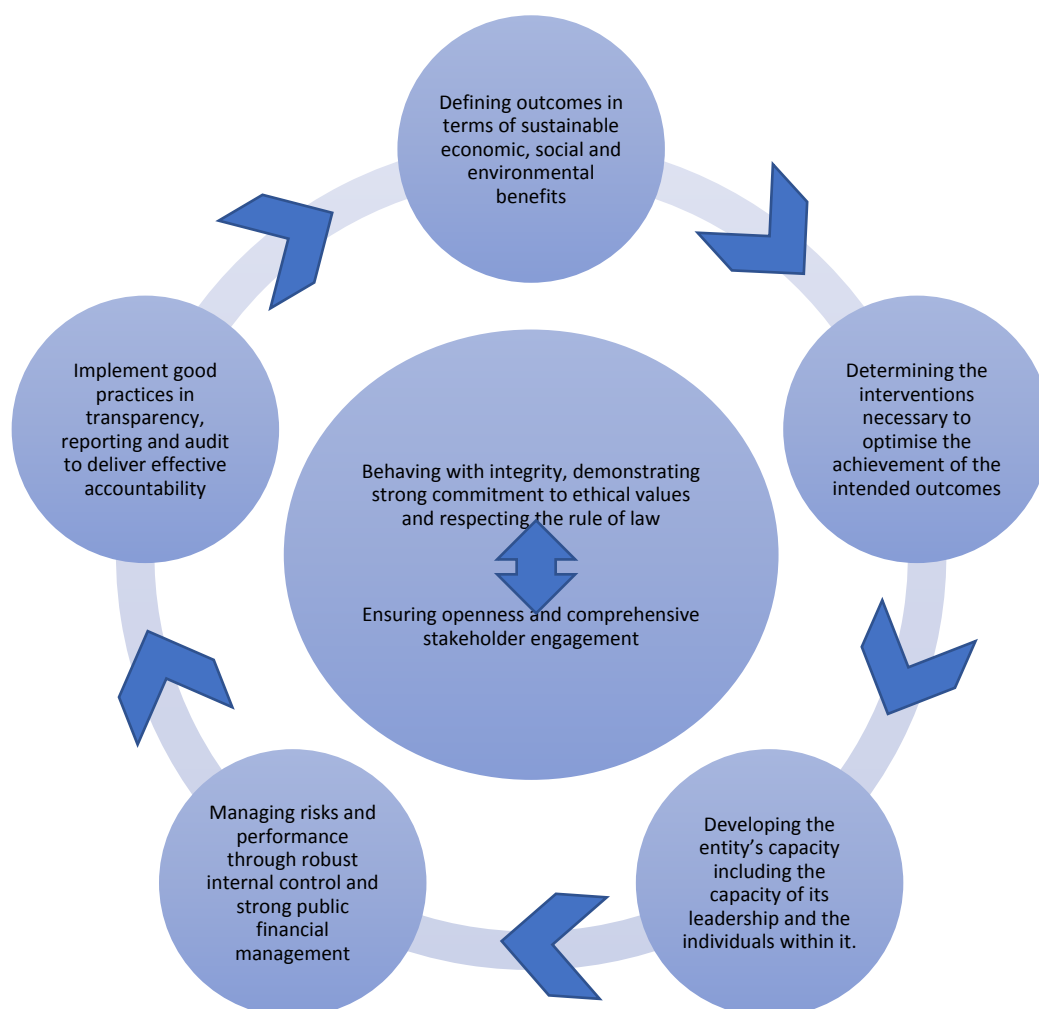 Defining outcomes in
terms of sustainable
economic, social and
environmental
benefits
Determining the
interventions
necessary to
optimise the
achievement of the
intended outcomes
Developing the
entity’s capacity
including the
capacity of its
leadership and the
individuals within it.
Managing risks and
performance
through robust
internal control and
strong public
financial
management
Implement good
practices in
transparency,
reporting and audit
to deliver effective
accountability
Behaving with integrity, demonstrating
strong commitment to ethical values
and respecting the rule of law
Ensuring openness and comprehensive
stakeholder engagement